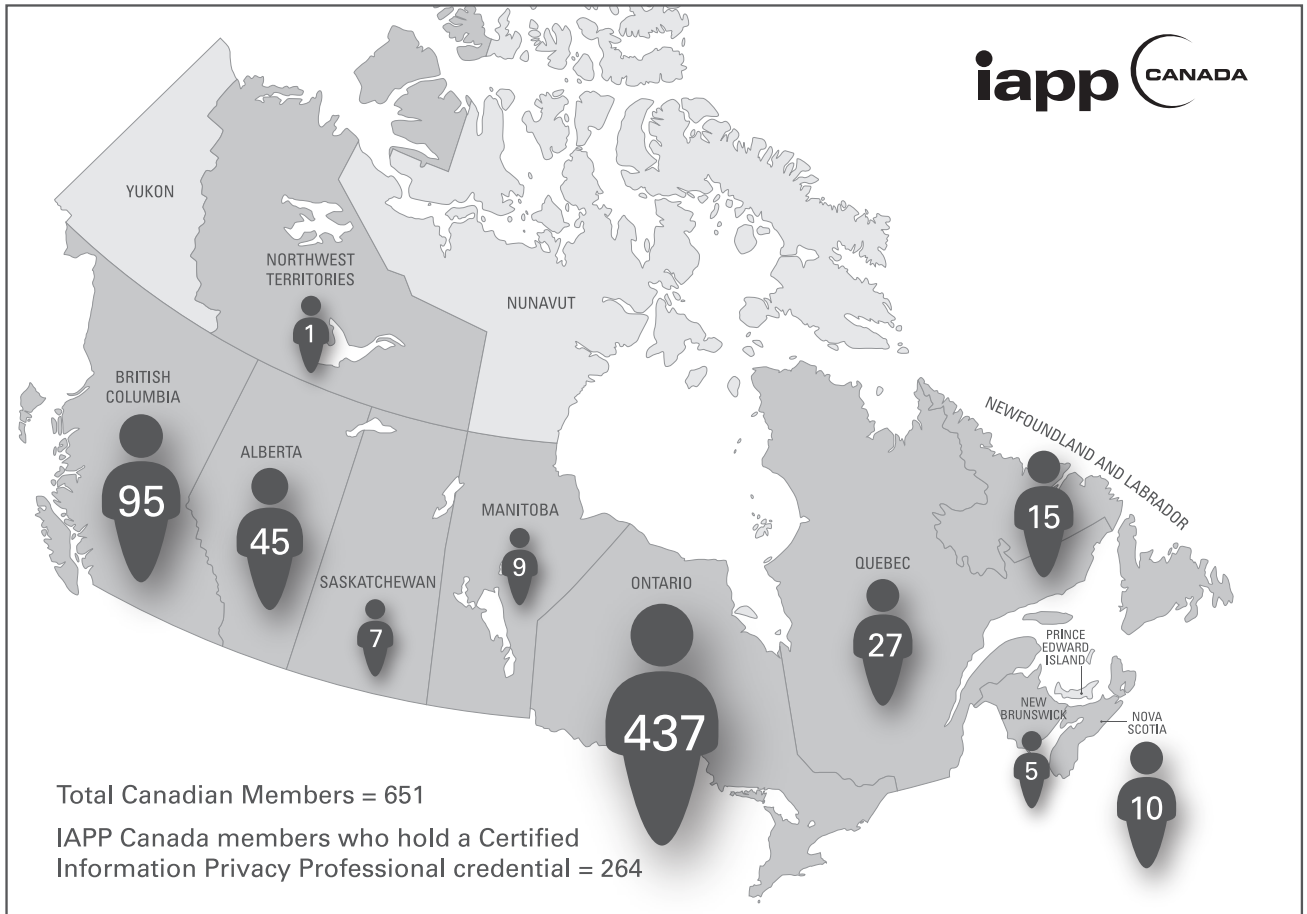 iapp CANADA
YUKON
NORTHWEST
TERRITORIES
1
NUNAVUT
BRITISH
COLUMBIA
95
ALBERTA
45
SASKATCHEWAN
7
MANITOBA
9
ONTARIO
437
QUEBEC
27
NEWFOUNDLAND AND LABRADOR
15
PRINCE
EDWARD
ISLAND
NEW
BRUNSWICK
5
NOVA
SCOTIA
10
Total Canadian Members = 651
IAPP Canada members who hold a Certified
Information Privacy Professional credential = 264